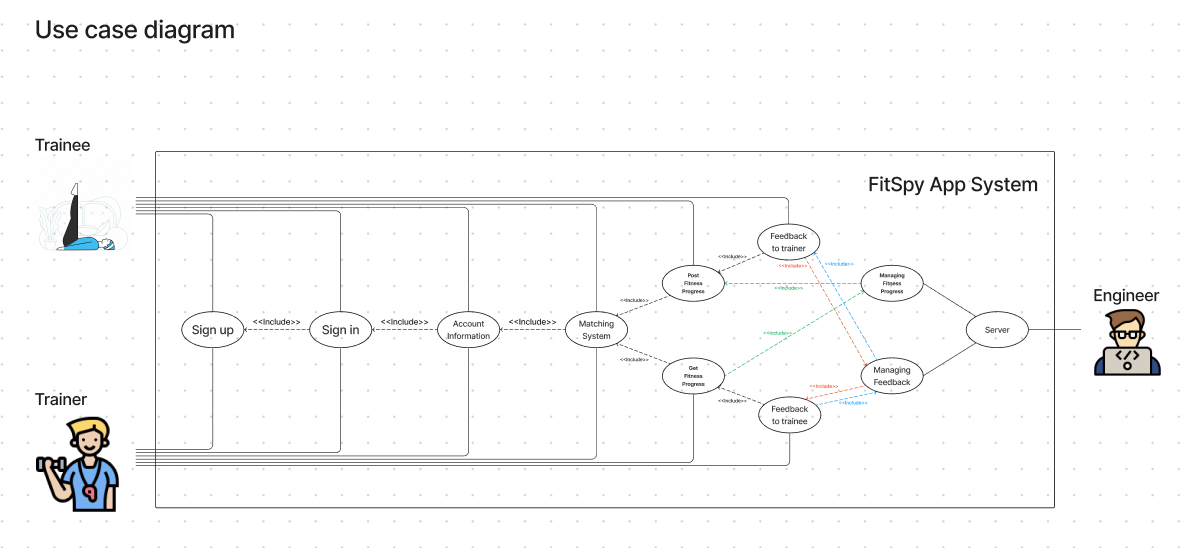 Use case diagram
Trainee
FitSpy App System
Feedback
to trainer
<<Include>>
<<Include>>
<<Include>>
Post
Fitness
Progress
Managing
Fitness
Progress
<<Include>>
<<Include>>
Engineer
Sign up
<<Include>>
Sign in
<<Include>>
Account
Information
<<Include>>
Matching
System
<<Include>>
Server
<<Include>>
Get
Fitness
Progress
Managing
Feedback
<<Include>>
<<Include>>
<<Include>>
Feedback
to trainee
Trainer